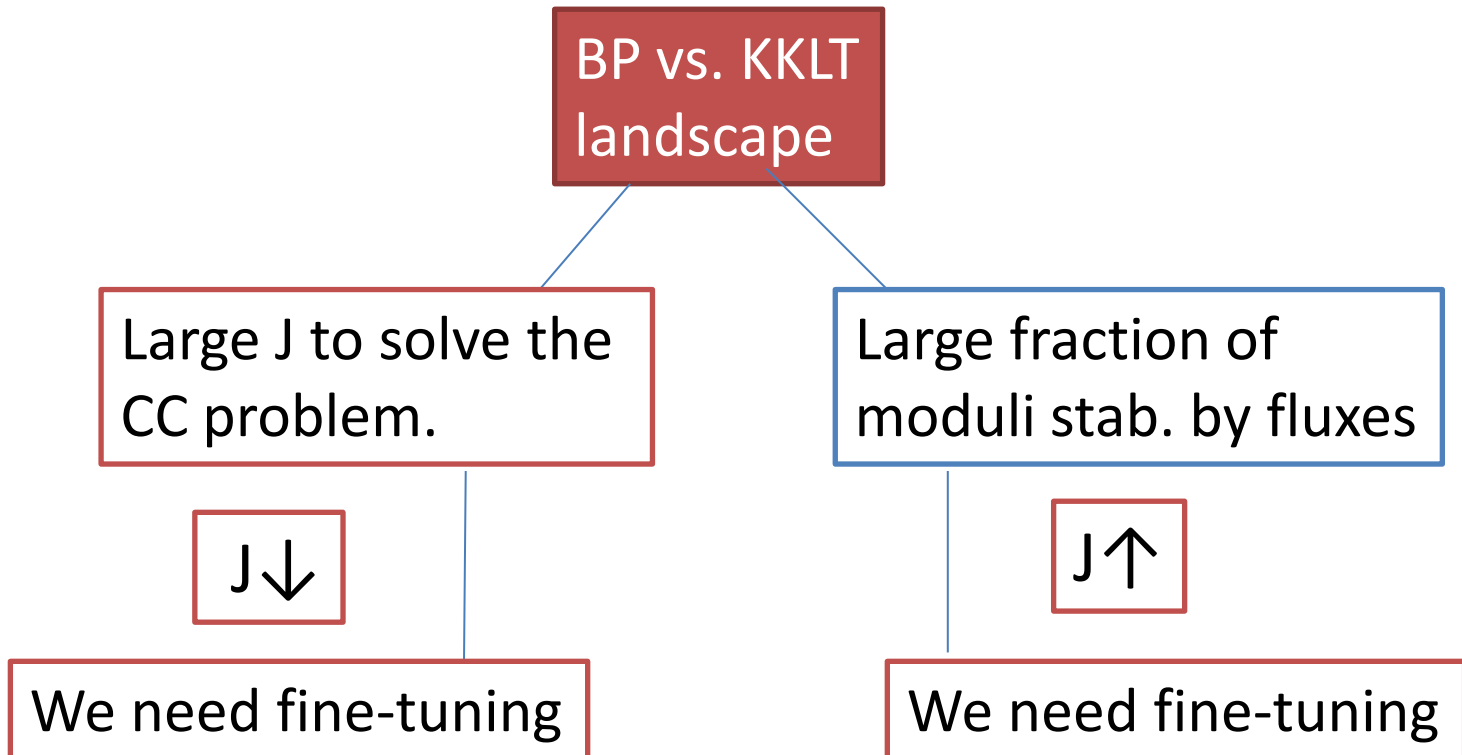 BP vs. KKLT
landscape
Large J to solve the
CC problem.
Large fraction of
moduli stab. by fluxes
J↓
J↑
We need fine-tuning
We need fine-tuning